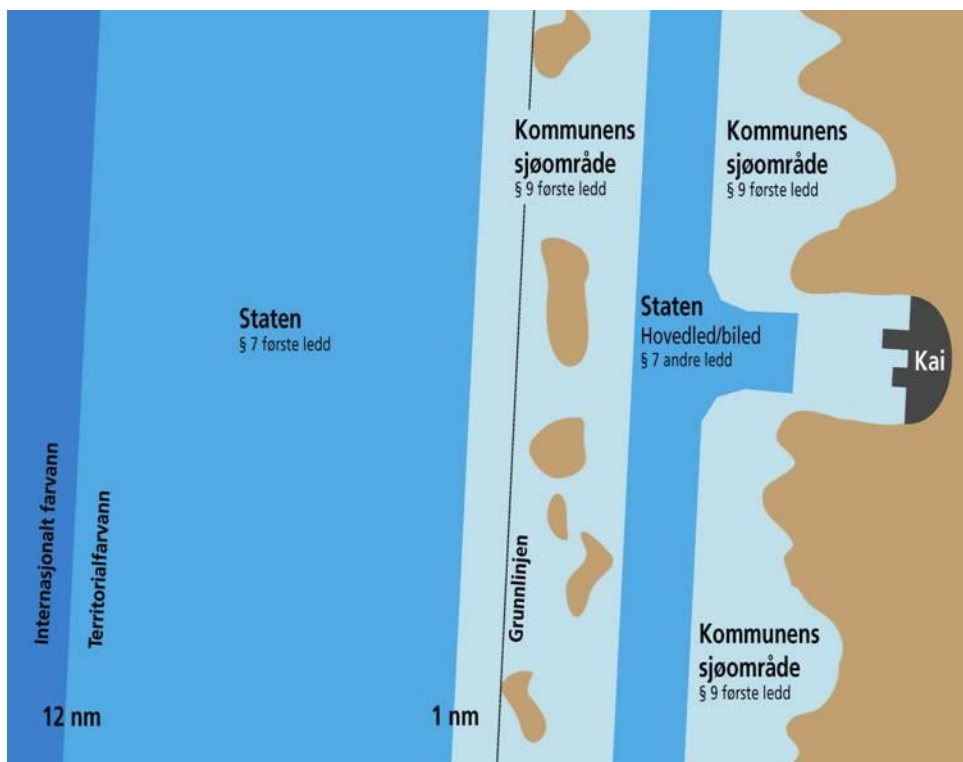 Kommunens
sjøområde
§ 9 første ledd
Kommunens
sjøområde
§ 9 første ledd
Staten
§ 7 første ledd
Staten
Hovedled/biled
§ 7 andre ledd
Kai
Internasjonalt farvann
Territorialfarvann
Grunnlinjen
Kommunens
sjøområde
§ 9 første ledd
12 nm
1 nm